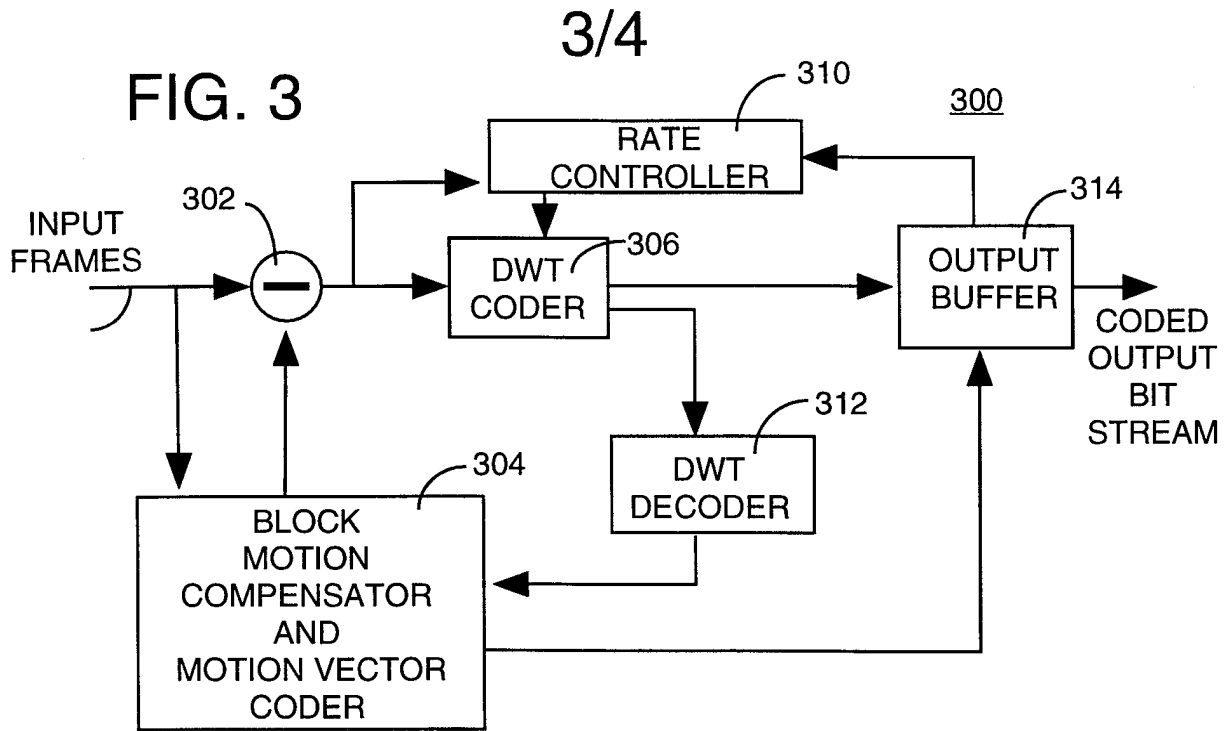 3/4
FIG. 3
310
300
RATE
CONTROLLER
302
314
INPUT
FRAMES
306
DWT
CODER
OUTPUT
BUFFER
CODED
OUTPUT
BIT
STREAM
312
DWT
DECODER
304
BLOCK
MOTION
COMPENSATOR
AND
MOTION VECTOR
CODER